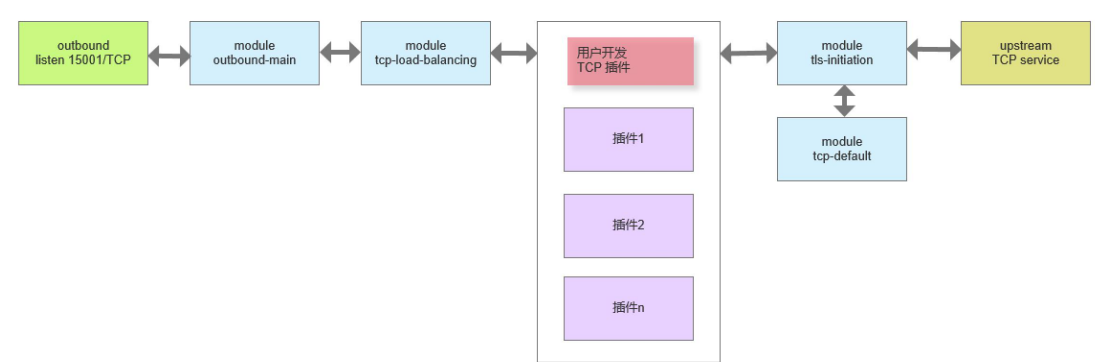 outbound
listen 15001/TCP
module
outbound-main
module
tcp-load-balancing
用户开发
TCP 插件
插件1
插件2
插件n
module
tls-initiation
module
tcp-default
upstream
TCP service